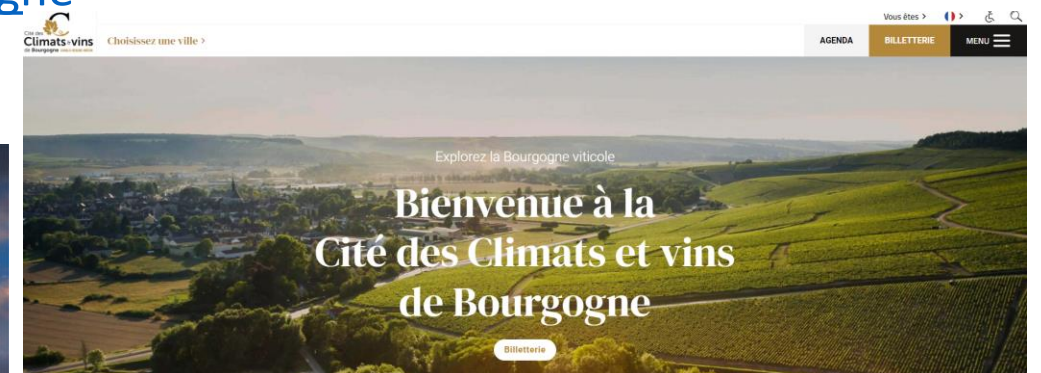 gne
Vous êtes >
Cité des
Climats & vins
de Bourgogne
Choisissez une ville >
AGENDA
BILLETTERIE
MENU
Explorez la Bourgogne viticole
Bienvenue à la
Cité des Climats et vins
de Bourgogne
Billetterie